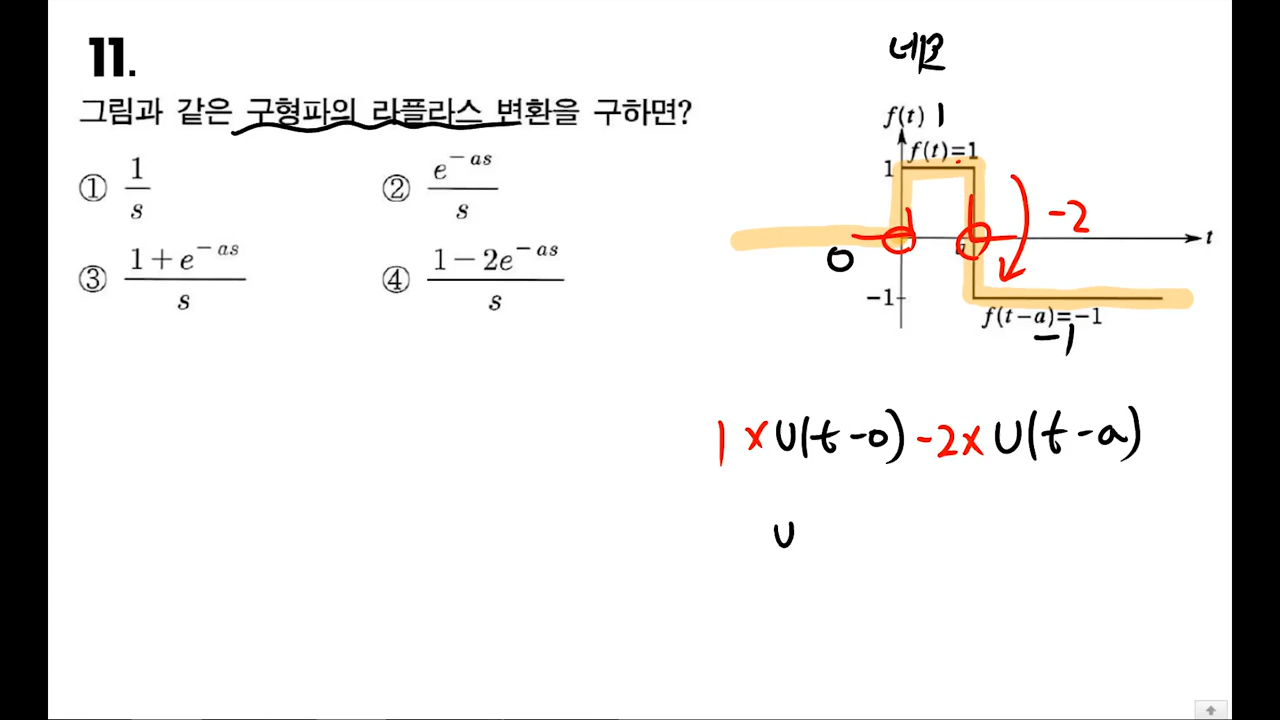 11.
그림과 같은 구형파의 라플라스 변환을 구하면?
① 1/s
② e^{-as}/s
③ (1+e^{-as})/s
④ (1-2e^{-as})/s
네모
f(t) 1
f(t)=1
1
-2
t
0
a
-1
f(t-a)=-1
-1
1 × U(t-0) -2 × U(t-a)
U